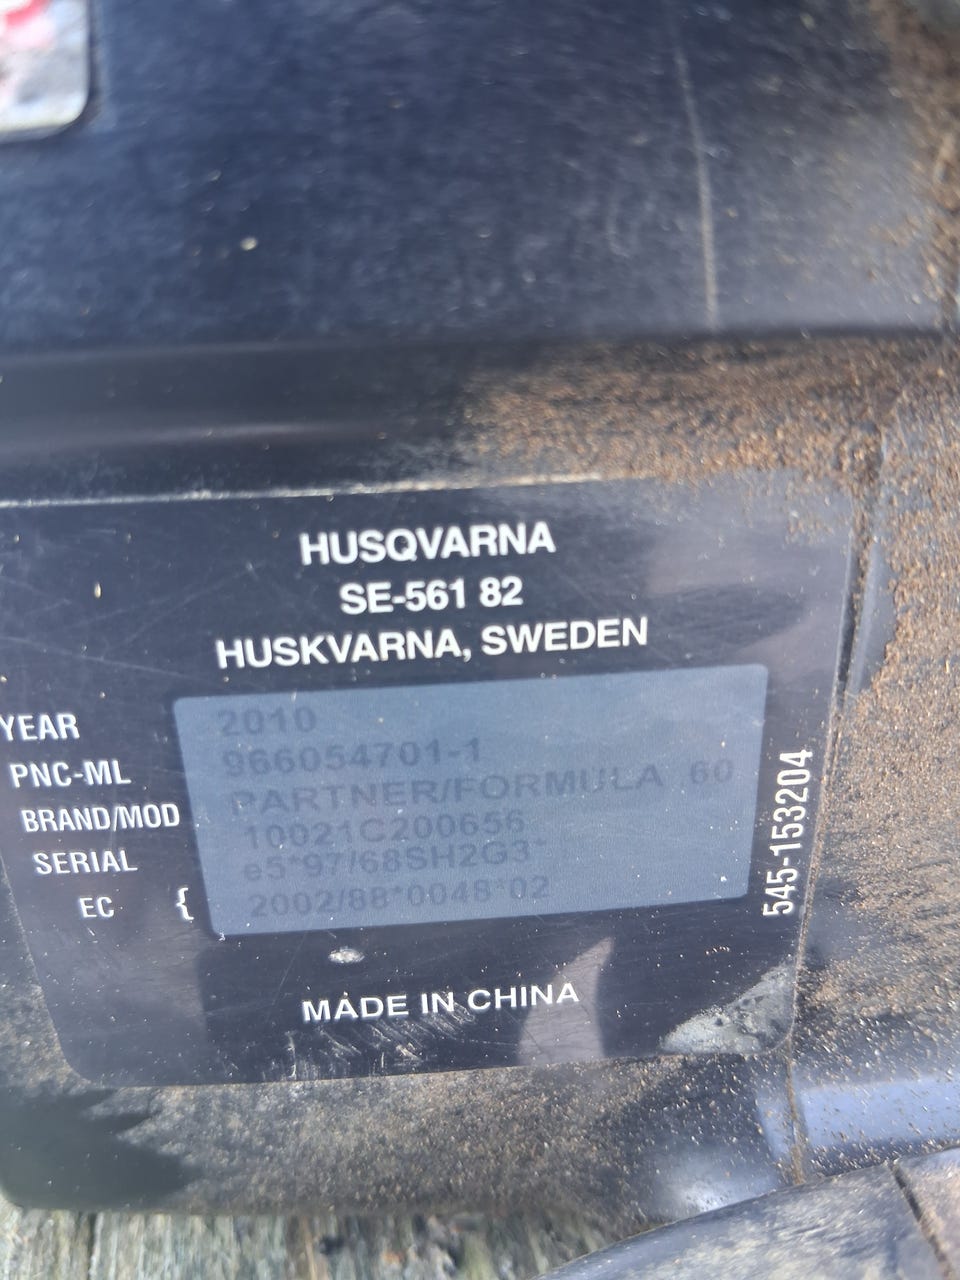 HUSQVARNA
SE-561 82
HUSKVARNA, SWEDEN
YEAR 2010
PNC-ML 966054701-1
BRAND/MOD PARTNER/FORMULA 60
SERIAL 10021C200656
EC { e5*97/68SH2G3*
2002/88*0048*02
545-153204
MADE IN CHINA